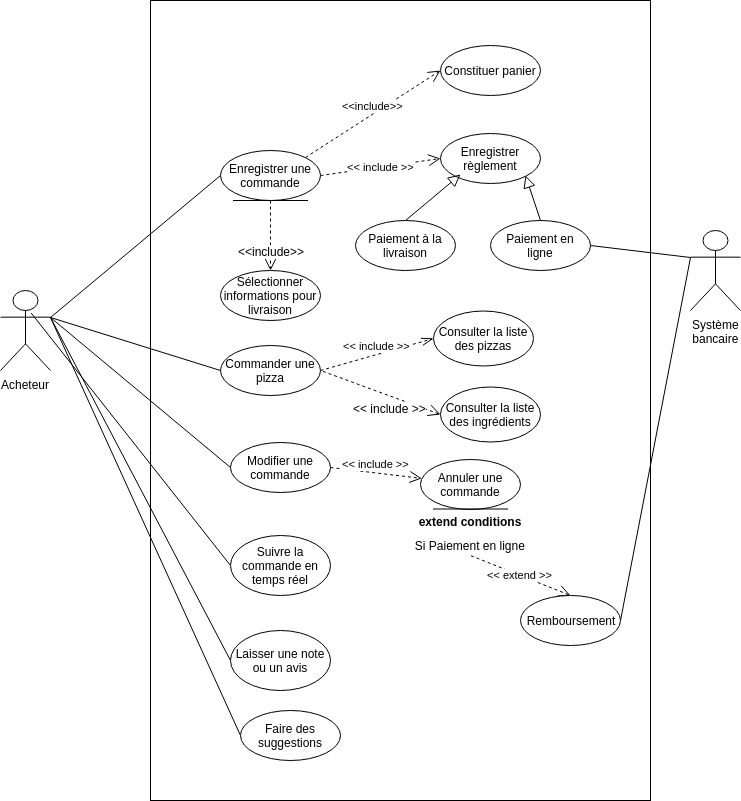 Constituer panier
<<include>>
Enregistrer une
commande
<< include >>
Enregistrer
règlement
Paiement à la
livraison
Paiement en
ligne
<<include>>
Sélectionner
informations pour
livraison
Acheteur
Système
bancaire
Commander une
pizza
<< include >>
Consulter la liste
des pizzas
<< include >>
Consulter la liste
des ingrédients
Modifier une
commande
<< include >>
Annuler une
commande
extend conditions
Si Paiement en ligne
<< extend >>
Remboursement
Suivre la
commande en
temps réel
Laisser une note
ou un avis
Faire des
suggestions